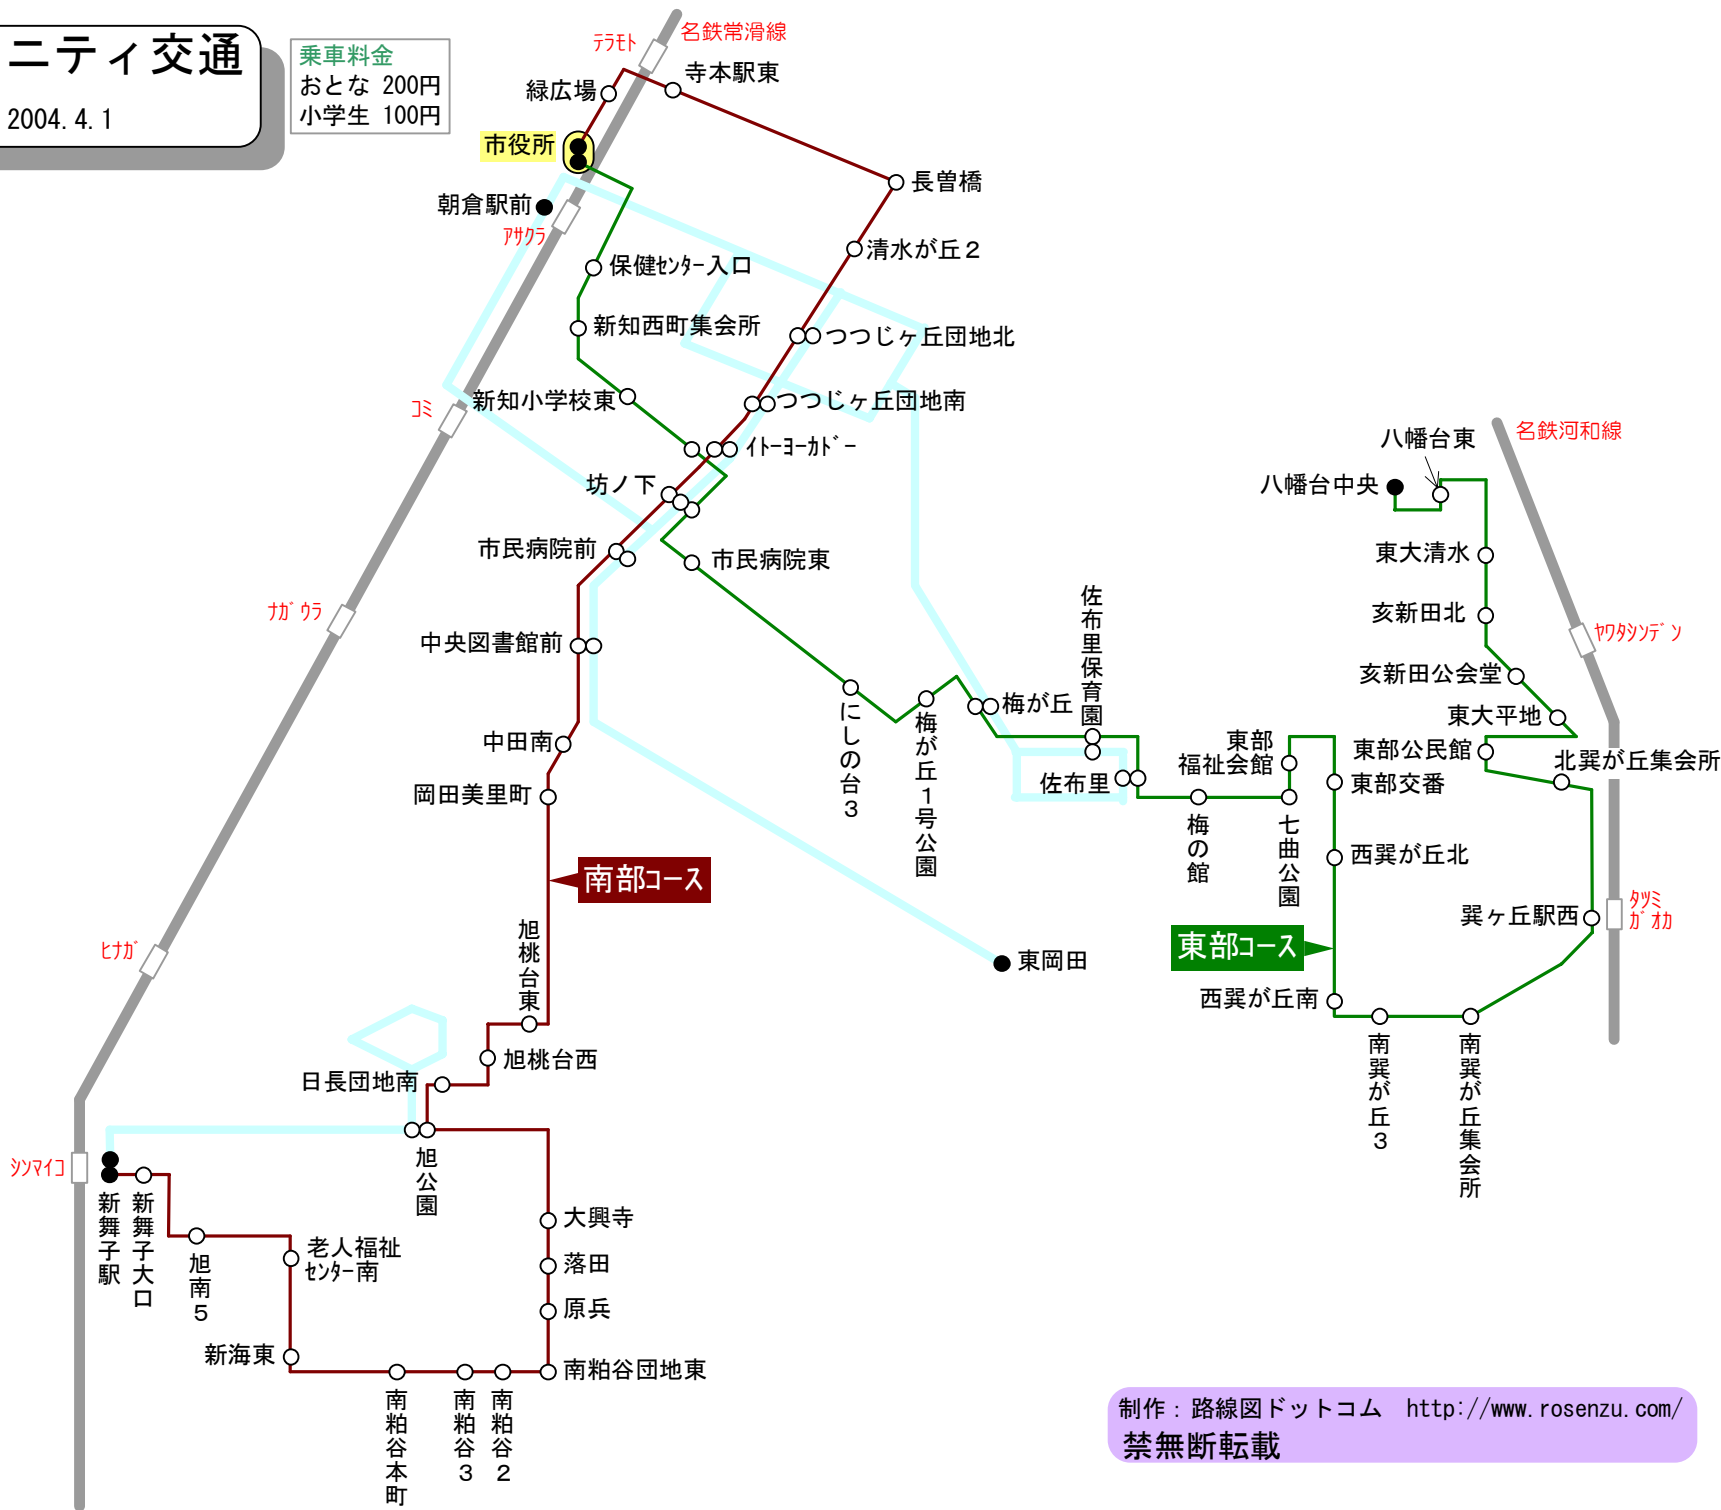 ニティ交通
2004.4.1
乗車料金
おとな 200円
小学生 100円
名鉄常滑線
ﾃﾗﾓﾄ
寺本駅東
緑広場
市役所
長曽橋
朝倉駅前
ｱｻｸﾗ
清水が丘２
保健ｾﾝﾀｰ入口
新知西町集会所
つつじヶ丘団地北
新知小学校東
つつじヶ丘団地南
ｺﾐ
ｲﾄｰﾖｰｶﾄﾞｰ
坊ノ下
市民病院前
市民病院東
ﾅｶﾞｳﾗ
中央図書館前
中田南
岡田美里町
南部ｺｰｽ
にしの台３
梅が丘１号公園
梅が丘
佐布里保育園
佐布里
東部
福祉会館
梅の館
七曲公園
東部交番
西巽が丘北
東部ｺｰｽ
西巽が丘南
南巽が丘３
南巽が丘集会所
巽ヶ丘駅西
ﾀﾂﾐ
ｶﾞｵｶ
北巽が丘集会所
東部公民館
東大平地
亥新田公会堂
亥新田北
東大清水
八幡台東
八幡台中央
名鉄河和線
ﾔﾜﾀｼﾝﾃﾞﾝ
東岡田
ﾋﾅｶﾞ
旭桃台東
旭桃台西
日長団地南
旭公園
ｼﾝﾏｲｺ
新舞子駅
新舞子大口
旭南５
老人福祉
ｾﾝﾀｰ南
新海東
大興寺
落田
原兵
南粕谷団地東
南粕谷本町
南粕谷３
南粕谷２
制作：路線図ドットコム　http://www.rosenzu.com/
禁無断転載